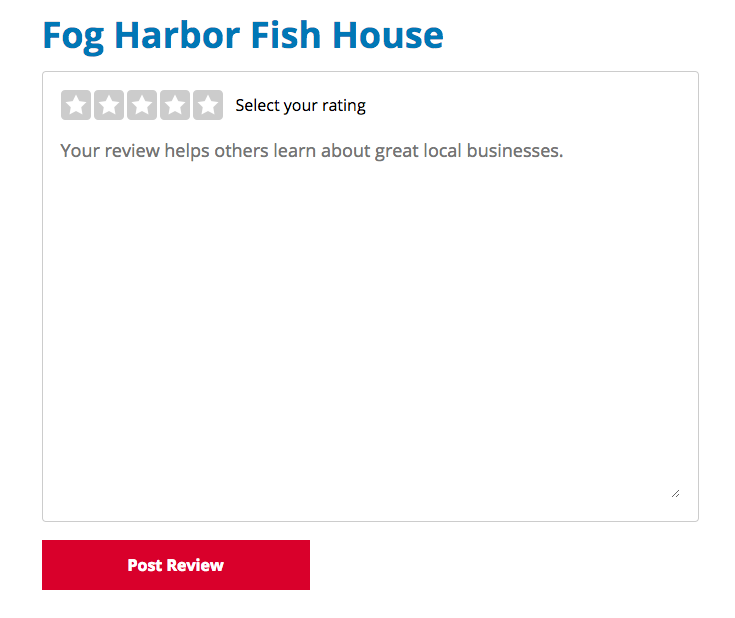 Fog Harbor Fish House
Select your rating
Your review helps others learn about great local businesses.
Post Review